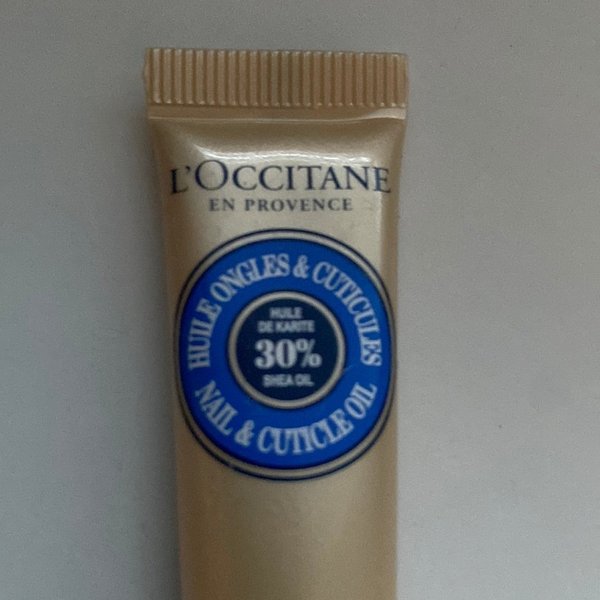 L'OCCITANE
EN PROVENCE
HUILE ONGLES & CUTICULES
HUILE
DE KARITE
30%
SHEA OIL
NAIL & CUTICLE OIL